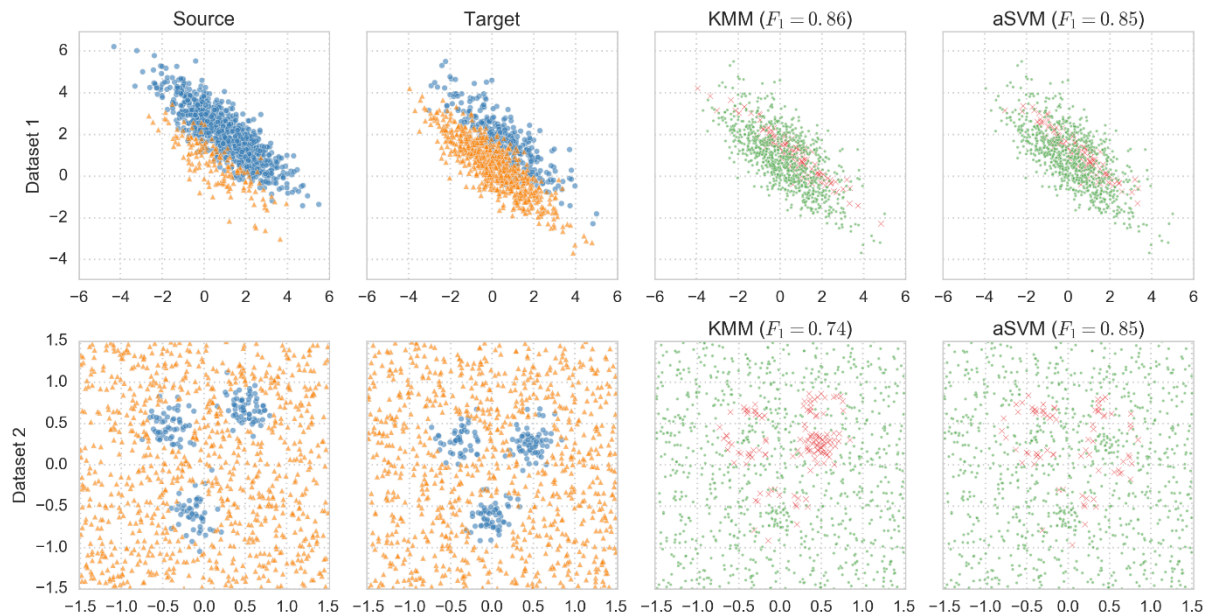 Source Target KMM (F₁ = 0.86) aSVM (F₁ = 0.85)
Dataset 1
6
4
2
0
−2
−4
−6 −4 −2 0 2 4 6 −6 −4 −2 0 2 4 6 −6 −4 −2 0 2 4 6 −6 −4 −2 0 2 4 6
KMM (F₁ = 0.74) aSVM (F₁ = 0.85)
Dataset 2
1.5
1.0
0.5
0.0
−0.5
−1.0
−1.5
−1.5 −1.0 −0.5 0.0 0.5 1.0 1.5 −1.5 −1.0 −0.5 0.0 0.5 1.0 1.5 −1.5 −1.0 −0.5 0.0 0.5 1.0 1.5 −1.5 −1.0 −0.5 0.0 0.5 1.0 1.5